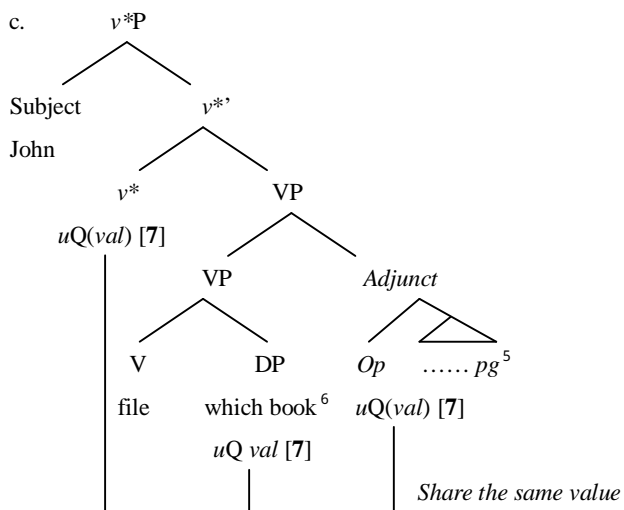 c. v*P
Subject v*’
John
v* VP
uQ(val) [7]
VP Adjunct
V DP Op …… pg5
file which book6 uQ(val) [7]
uQ val [7]
Share the same value